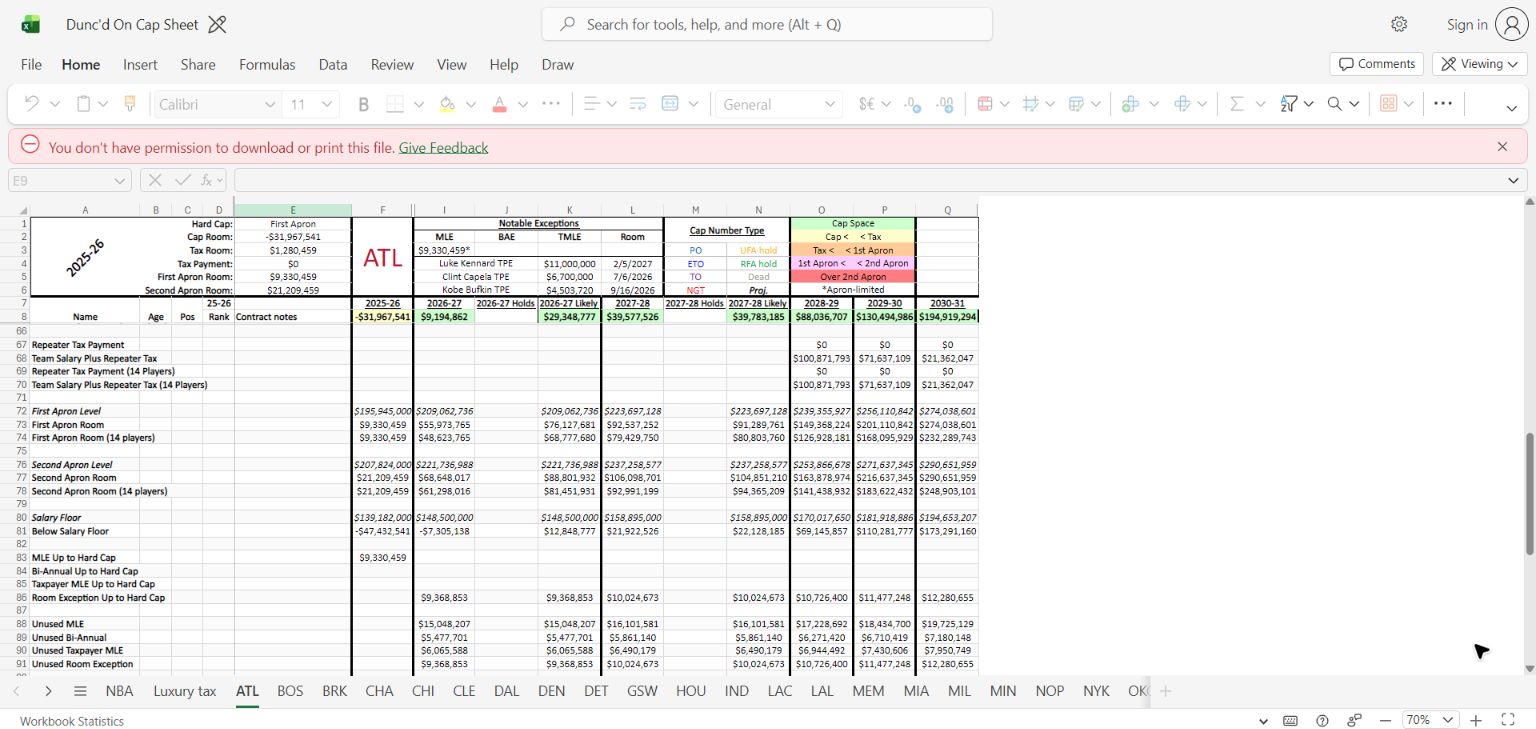 Dunc'd On Cap Sheet
Search for tools, help, and more (Alt + Q)
Sign in
File Home Insert Share Formulas Data Review View Help Draw
Comments Viewing
Calibri 11 B General
You don't have permission to download or print this file. Give Feedback
E9
A B C D E F I J K L M N O P Q
1 Hard Cap: First Apron Notable Exceptions Cap Space
2 Cap Room: -$31,967,541 MLE BAE TMLE Room Cap Number Type Cap < < Tax
3 Tax Room: $1,280,459 $9,330,459* PO UFA hold Tax < < 1st Apron
4 2025-26 Tax Payment: $0 ATL Luke Kennard TPE $11,000,000 2/5/2027 ETO RFA hold 1st Apron < < 2nd Apron
5 First Apron Room: $9,330,459 Clint Capela TPE $6,700,000 7/6/2026 TO Dead Over 2nd Apron
6 Second Apron Room: $21,209,459 Kobe Bufkin TPE $4,503,720 9/16/2026 NGT Proj. *Apron-limited
7 25-26 2025-26 2026-27 2026-27 Holds 2026-27 Likely 2027-28 2027-28 Holds 2027-28 Likely 2028-29 2029-30 2030-31
8 Name Age Pos Rank Contract notes -$31,967,541 $9,194,862 $29,348,777 $39,577,526 $39,783,185 $88,036,707 $130,494,986 $194,919,294
66
67 Repeater Tax Payment $0 $0 $0
68 Team Salary Plus Repeater Tax $100,871,793 $71,637,109 $21,362,047
69 Repeater Tax Payment (14 Players) $0 $0 $0
70 Team Salary Plus Repeater Tax (14 Players) $100,871,793 $71,637,109 $21,362,047
71
72 First Apron Level $195,945,000 $209,062,736 $209,062,736 $223,697,128 $223,697,128 $239,355,927 $256,110,842 $274,038,601
73 First Apron Room $9,330,459 $55,973,765 $76,127,681 $92,537,252 $91,289,761 $149,368,224 $201,110,842 $274,038,601
74 First Apron Room (14 players) $9,330,459 $48,623,765 $68,777,680 $79,429,750 $80,803,760 $126,928,181 $168,095,929 $232,289,743
75
76 Second Apron Level $207,824,000 $221,736,988 $221,736,988 $237,258,577 $237,258,577 $253,866,678 $271,637,345 $290,651,959
77 Second Apron Room $21,209,459 $68,648,017 $88,801,932 $106,098,701 $104,851,210 $163,878,974 $216,637,345 $290,651,959
78 Second Apron Room (14 players) $21,209,459 $61,298,016 $81,451,931 $92,991,199 $94,365,209 $141,438,932 $183,622,432 $248,903,101
79
80 Salary Floor $139,182,000 $148,500,000 $148,500,000 $158,895,000 $158,895,000 $170,017,650 $181,918,886 $194,653,207
81 Below Salary Floor -$47,432,541 -$7,305,138 $12,848,777 $21,922,526 $22,128,185 $69,145,857 $110,281,777 $173,291,160
82
83 MLE Up to Hard Cap $9,330,459
84 Bi-Annual Up to Hard Cap
85 Taxpayer MLE Up to Hard Cap
86 Room Exception Up to Hard Cap $9,368,853 $9,368,853 $10,024,673 $10,024,673 $10,726,400 $11,477,248 $12,280,655
87
88 Unused MLE $15,048,207 $15,048,207 $16,101,581 $16,101,581 $17,228,692 $18,434,700 $19,725,129
89 Unused Bi-Annual $5,477,701 $5,477,701 $5,861,140 $5,861,140 $6,271,420 $6,710,419 $7,180,148
90 Unused Taxpayer MLE $6,065,588 $6,065,588 $6,490,179 $6,490,179 $6,944,492 $7,430,606 $7,950,749
91 Unused Room Exception $9,368,853 $9,368,853 $10,024,673 $10,024,673 $10,726,400 $11,477,248 $12,280,655
NBA Luxury tax ATL BOS BRK CHA CHI CLE DAL DEN DET GSW HOU IND LAC LAL MEM MIA MIL MIN NOP NYK
Workbook Statistics 70%